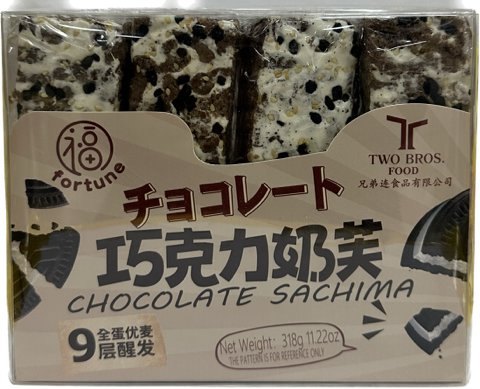 福
fortune
TWO BROS.
FOOD
兄弟迷食品有限公司
チョコレート
巧克力奶芙
CHOCOLATE SACHIMA
9 全蛋优麦
层醒发
Net Weight: 318g 11.22oz
THE PATTERN IS FOR REFERENCE ONLY